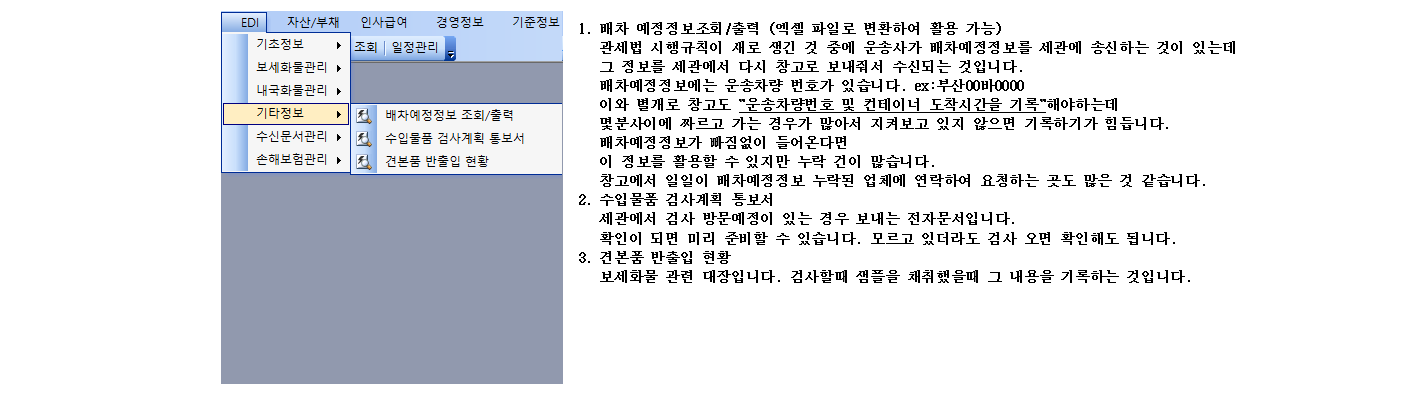 EDI 자산/부채 인사급여 경영정보 기준정보
조회 일정관리
기초정보
보세화물관리
내국화물관리
기타정보
수신문서관리
손해보험관리
배차예정정보 조회/출력
수입물품 검사계획 통보서
견본품 반출입 현황
1. 배차 예정정보조회/출력 (엑셀 파일로 변환하여 활용 가능)
관세법 시행규칙이 새로 생긴 것 중에 운송사가 배차예정정보를 세관에 송신하는 것이 있는데
그 정보를 세관에서 다시 창고로 보내줘서 수신되는 것입니다.
배차예정정보에는 운송차량 번호가 있습니다. ex:부산00바0000
이와 별개로 창고도 "운송차량번호 및 컨테이너 도착시간을 기록"해야하는데
몇분사이에 짜르고 가는 경우가 많아서 지켜보고 있지 않으면 기록하기가 힘듭니다.
배차예정정보가 빠짐없이 들어온다면
이 정보를 활용할 수 있지만 누락 건이 많습니다.
창고에서 일일이 배차예정정보 누락된 업체에 연락하여 요청하는 곳도 많은 것 같습니다.
2. 수입물품 검사계획 통보서
세관에서 검사 방문예정이 있는 경우 보내는 전자문서입니다.
확인이 되면 미리 준비할 수 있습니다. 모르고 있더라도 검사 오면 확인해도 됩니다.
3. 견본품 반출입 현황
보세화물 관련 대장입니다. 검사할때 샘플을 채취했을때 그 내용을 기록하는 것입니다.